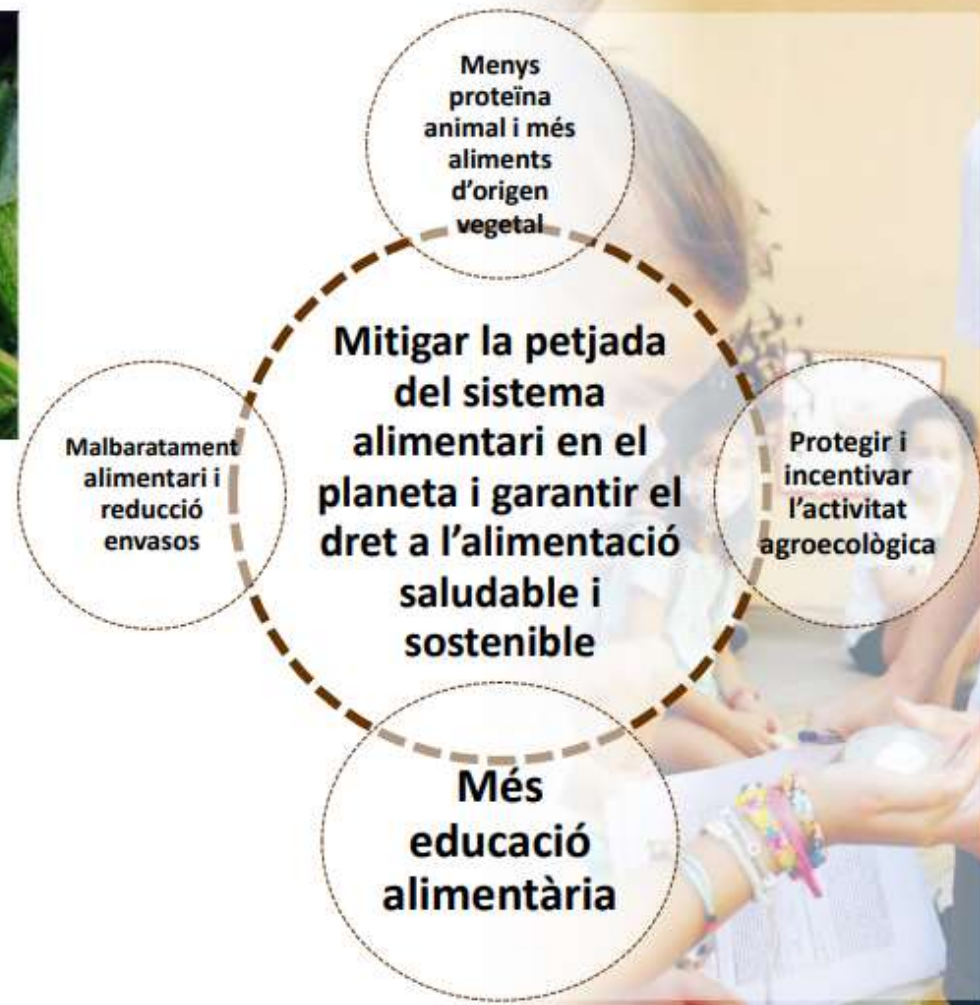 Menys
proteïna
animal i més
aliments
d'origen
vegetal
Mitigar la petjada
del sistema
alimentari en el
planeta i garantir el
dret a l'alimentació
saludable i
sostenible
Malbaratament
alimentari i
reducció
envasos
Protegir i
incentivar
l'activitat
agroecològica
Més
educació
alimentària